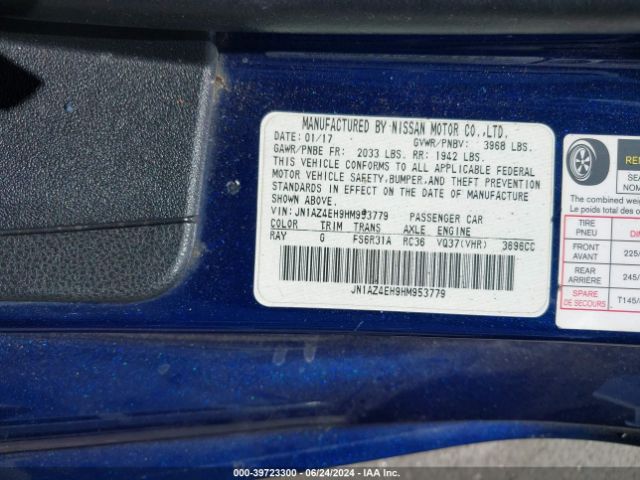 MANUFACTURED BY NISSAN MOTOR CO.,LTD.
DATE: 01/17 GVWR/PNBV: 3968 LBS.
GAWR/PNBE FR: 2033 LBS. RR: 1942 LBS.
THIS VEHICLE CONFORMS TO ALL APPLICABLE FEDERAL
MOTOR VEHICLE SAFETY,BUMPER,AND THEFT PREVENTION
STANDARDS IN EFFECT ON THE DATE OF MANUFACTURE
SHOWN ABOVE.
VIN: JN1AZ4EH9HM953779 PASSENGER CAR
COLOR TRIM TRANS AXLE ENGINE
RAY G FS6R31A RC36 VQ37(VHR) 3696CC
JN1AZ4EH9HM953779
The combined
Le poids total
TIRE
PNEU
FRONT
AVANT
225/
REAR
ARRIÈRE
245/
SPARE
DE SECOURS
T145/
000-39723300 - 06/24/2024 - IAA Inc.